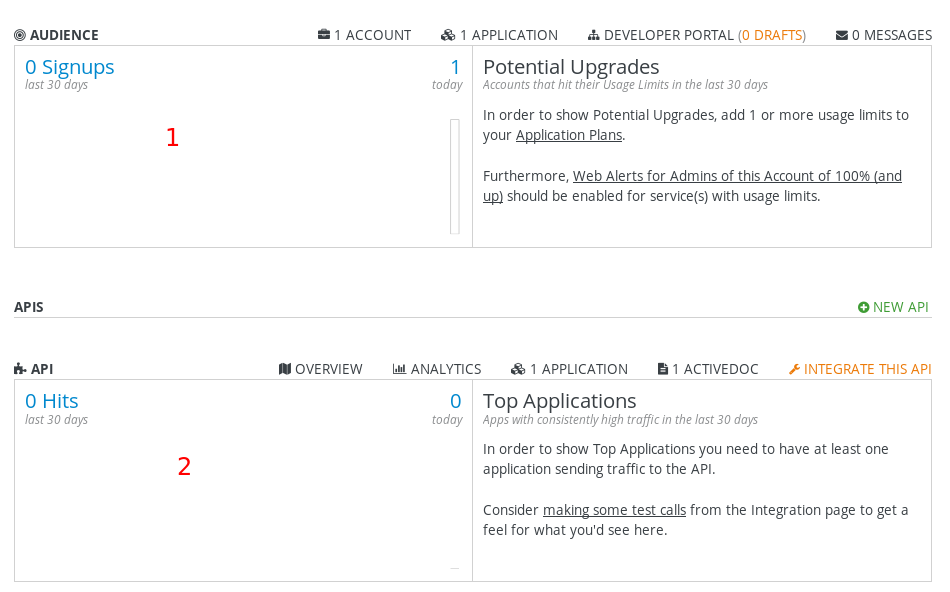 AUDIENCE 1 ACCOUNT 1 APPLICATION DEVELOPER PORTAL (0 DRAFTS) 0 MESSAGES
0 Signups 1
last 30 days today
1
Potential Upgrades
Accounts that hit their Usage Limits in the last 30 days
In order to show Potential Upgrades, add 1 or more usage limits to
your Application Plans.
Furthermore, Web Alerts for Admins of this Account of 100% (and
up) should be enabled for service(s) with usage limits.
APIS NEW API
API OVERVIEW ANALYTICS 1 APPLICATION 1 ACTIVEDOC INTEGRATE THIS API
0 Hits 0
last 30 days today
2
Top Applications
Apps with consistently high traffic in the last 30 days
In order to show Top Applications you need to have at least one
application sending traffic to the API.
Consider making some test calls from the Integration page to get a
feel for what you'd see here.